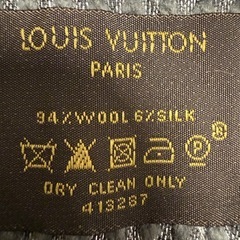 LOUIS VUITTON
PARIS
94%WOOL 6%SILK
DRY CLEAN ONLY
413287